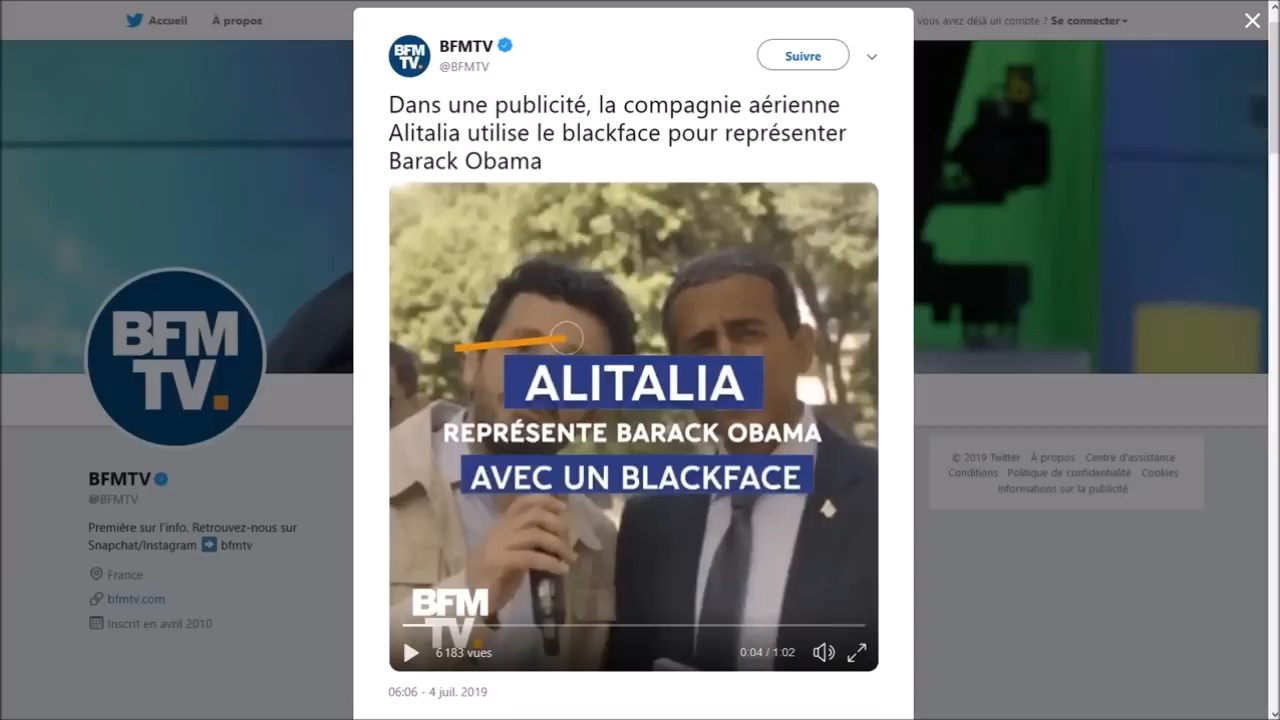 Accueil
À propos
Vous avez déjà un compte ? Se connecter
BFM
TV.
BFMTV
@BFMTV
Suivre
Dans une publicité, la compagnie aérienne
Alitalia utilise le blackface pour représenter
Barack Obama
ALITALIA
REPRÉSENTE BARACK OBAMA
AVEC UN BLACKFACE
BFM
TV.
6 183 vues
0:04 / 1:02
06:06 - 4 juil. 2019
BFM
TV.
BFMTV
@BFMTV
Première sur l'info. Retrouvez-nous sur
Snapchat/Instagram ➡ bfmtv
France
bfmtv.com
Inscrit en avril 2010
© 2019 Twitter À propos Centre d'assistance
Conditions Politique de confidentialité Cookies
Informations sur la publicité